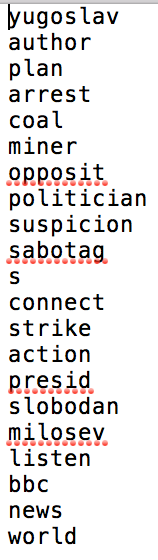 yugoslav
author
plan
arrest
coal
miner
opposit
politician
suspicion
sabotag
s
connect
strike
action
presid
slobodan
milosev
listen
bbc
news
world